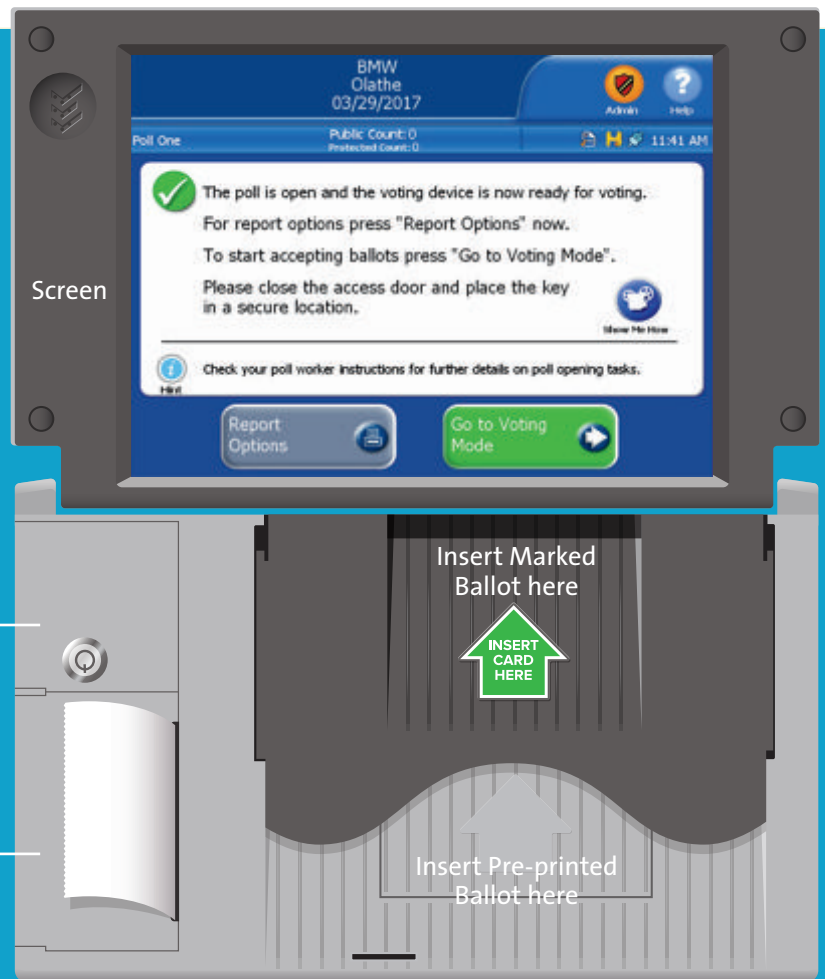 BMW
Olathe
03/29/2017
Admin
Help
Poll One
Public Count: 0
Protected Count: 0
11:41 AM
The poll is open and the voting device is now ready for voting.
For report options press "Report Options" now.
To start accepting ballots press "Go to Voting Mode".
Please close the access door and place the key
in a secure location.
Show Me How
Screen
Check your poll worker instructions for further details on poll opening tasks.
Hint
Report
Options
Go to Voting
Mode
Insert Marked
Ballot here
INSERT
CARD
HERE
Insert Pre-printed
Ballot here